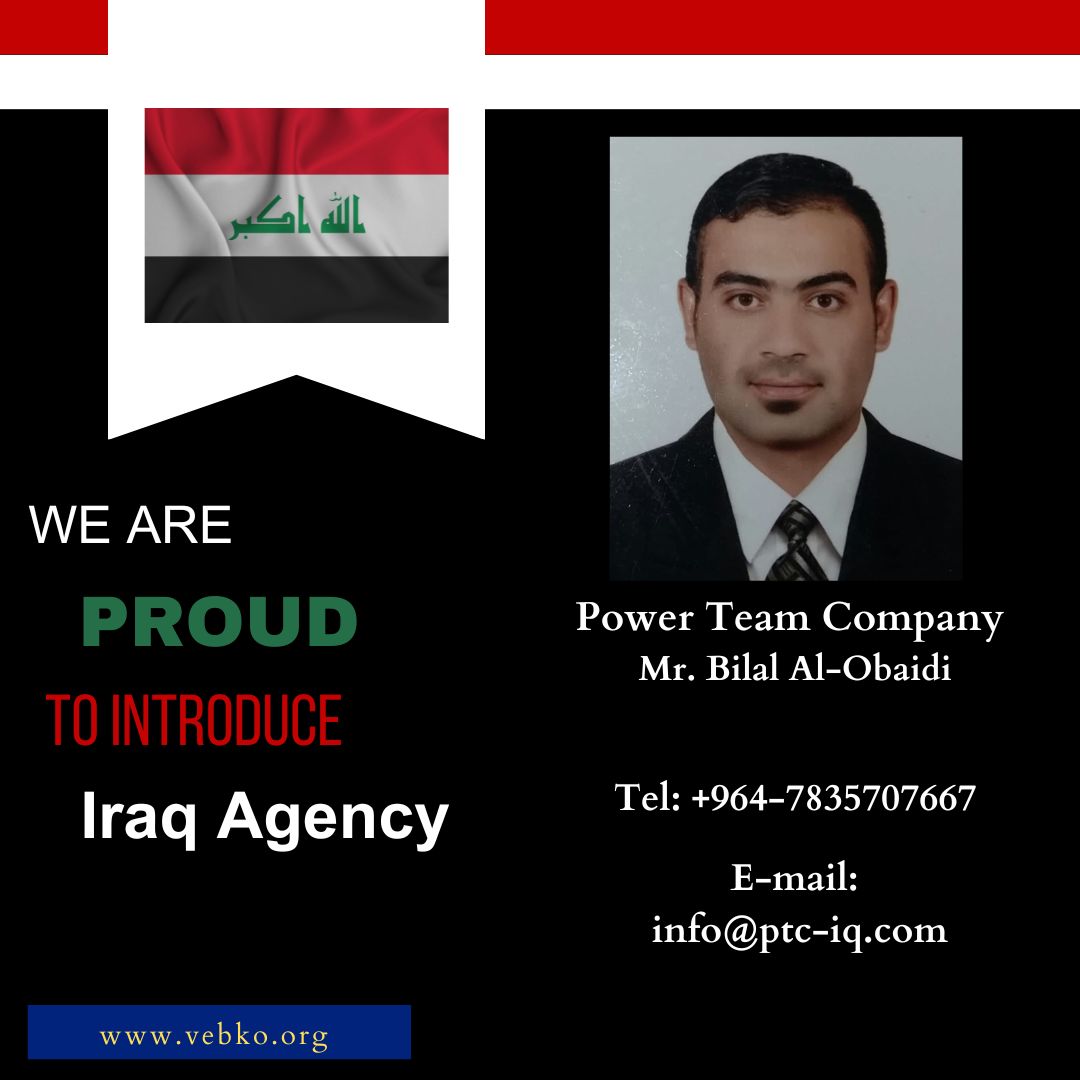 الله اكبر
WE ARE
PROUD
TO INTRODUCE
Iraq Agency
Power Team Company
Mr. Bilal Al-Obaidi
Tel: +964-7835707667
E-mail:
info@ptc-iq.com
www.vebko.org